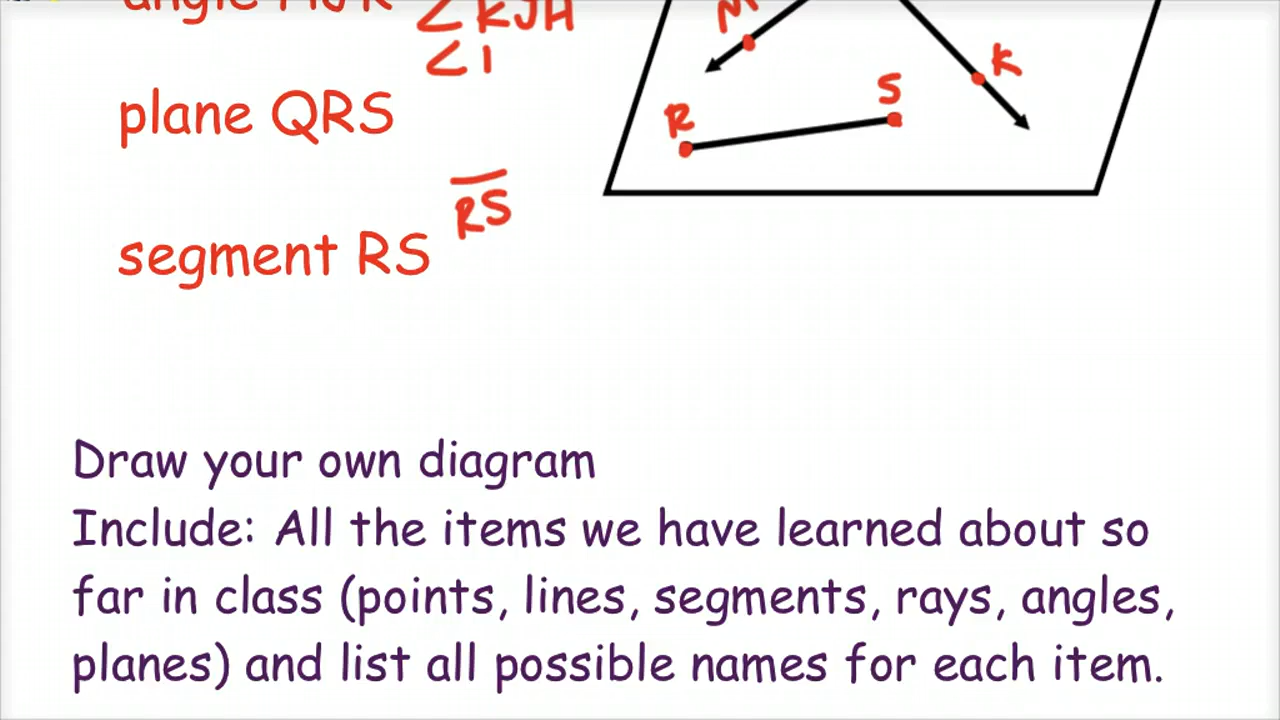 ∠KJH
∠1
plane QRS
RS
segment RS
M
K
R
S
Draw your own diagram
Include: All the items we have learned about so
far in class (points, lines, segments, rays, angles,
planes) and list all possible names for each item.